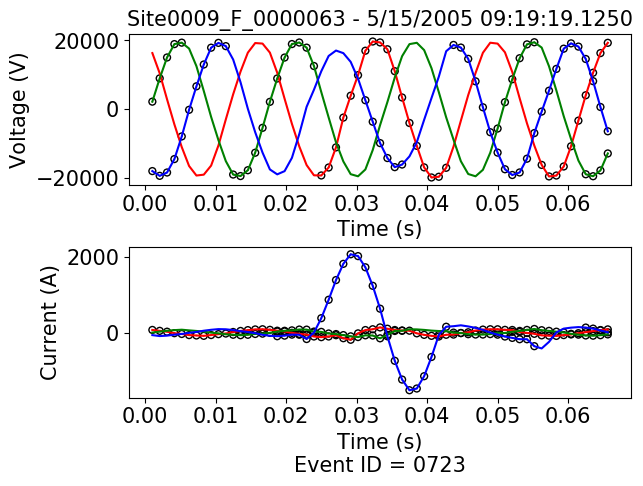 Site0009_F_0000063 - 5/15/2005 09:19:19.1250
20000
0
−20000
Voltage (V)
0.00 0.01 0.02 0.03 0.04 0.05 0.06
Time (s)
2000
0
Current (A)
0.00 0.01 0.02 0.03 0.04 0.05 0.06
Time (s)
Event ID = 0723